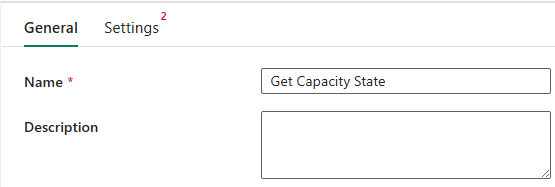 General Settings 2
Name * Get Capacity State
Description